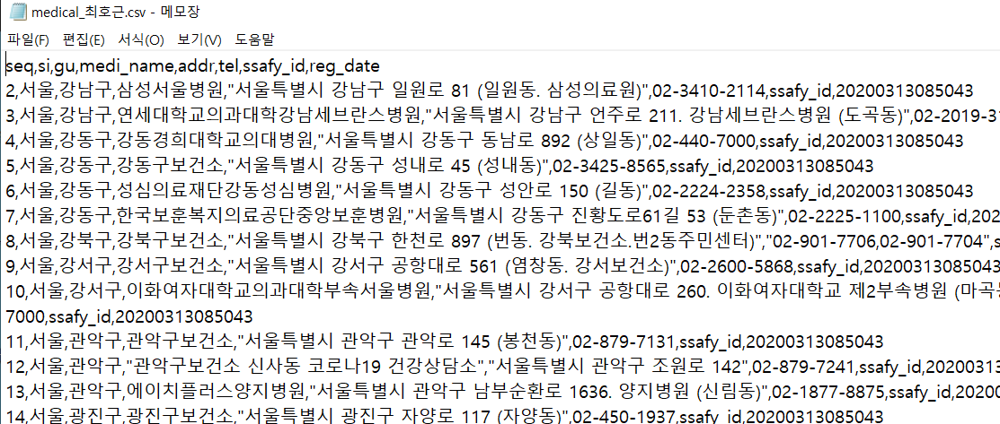 medical_최호근.csv - 메모장
파일(F) 편집(E) 서식(O) 보기(V) 도움말
seq,si,gu,medi_name,addr,tel,ssafy_id,reg_date
2,서울,강남구,삼성서울병원,"서울특별시 강남구 일원로 81 (일원동. 삼성의료원)",02-3410-2114,ssafy_id,20200313085043
3,서울,강남구,연세대학교의과대학강남세브란스병원,"서울특별시 강남구 언주로 211. 강남세브란스병원 (도곡동)",02-2019-31
4,서울,강동구,강동경희대학교의대병원,"서울특별시 강동구 동남로 892 (상일동)",02-440-7000,ssafy_id,20200313085043
5,서울,강동구,강동구보건소,"서울특별시 강동구 성내로 45 (성내동)",02-3425-8565,ssafy_id,20200313085043
6,서울,강동구,성심의료재단강동성심병원,"서울특별시 강동구 성안로 150 (길동)",02-2224-2358,ssafy_id,20200313085043
7,서울,강동구,한국보훈복지의료공단중앙보훈병원,"서울특별시 강동구 진황도로61길 53 (둔촌동)",02-2225-1100,ssafy_id,202
8,서울,강북구,강북구보건소,"서울특별시 강북구 한천로 897 (번동. 강북보건소.번2동주민센터)","02-901-7706,02-901-7704",s
9,서울,강서구,강서구보건소,"서울특별시 강서구 공항대로 561 (염창동. 강서보건소)",02-2600-5868,ssafy_id,20200313085043
10,서울,강서구,이화여자대학교의과대학부속서울병원,"서울특별시 강서구 공항대로 260. 이화여자대학교 제2부속병원 (마곡동
7000,ssafy_id,20200313085043
11,서울,관악구,관악구보건소,"서울특별시 관악구 관악로 145 (봉천동)",02-879-7131,ssafy_id,20200313085043
12,서울,관악구,"관악구보건소 신사동 코로나19 건강상담소","서울특별시 관악구 조원로 142",02-879-7241,ssafy_id,2020031
13,서울,관악구,에이치플러스양지병원,"서울특별시 관악구 남부순환로 1636. 양지병원 (신림동)",02-1877-8875,ssafy_id,20200
14,서울,광진구,광진구보건소,"서울특별시 광진구 자양로 117 (자양동)",02-450-1937,ssafy_id,20200313085043